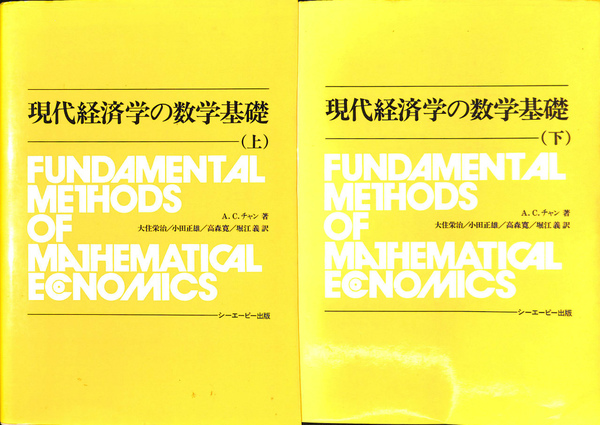 現代経済学の数学基礎
(上)
FUNDAMENTAL
METHODS
OF
MATHEMATICAL
ECONOMICS
A.C.チャン 著
大住栄治/小田正雄/高森寛/堀江義 訳
シーエーピー出版
現代経済学の数学基礎
(下)
FUNDAMENTAL
METHODS
OF
MATHEMATICAL
ECONOMICS
A.C.チャン 著
大住栄治/小田正雄/高森寛/堀江義 訳
シーエーピー出版